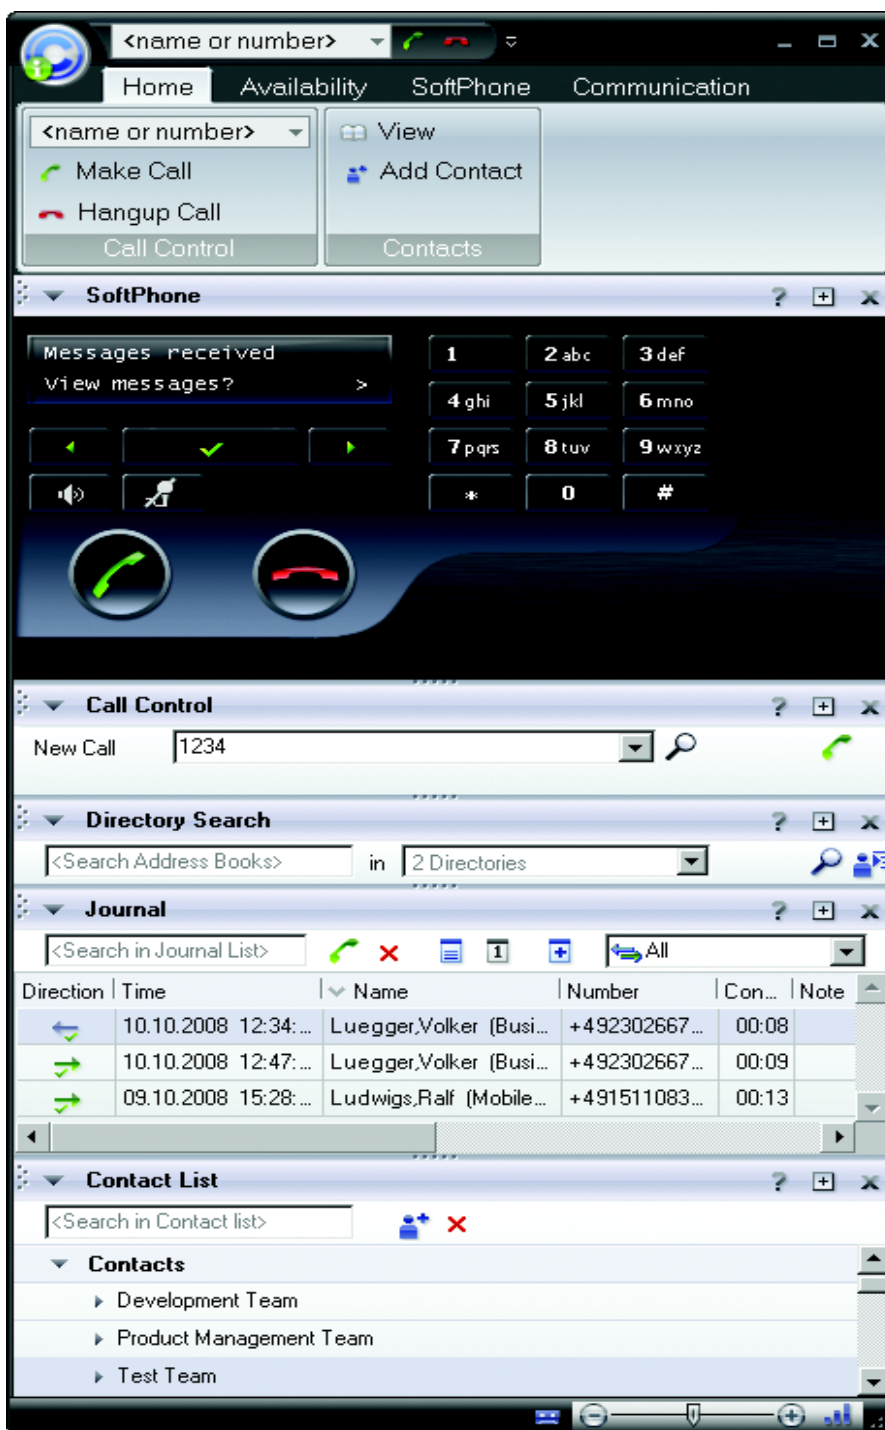 <name or number>
Home Availability SoftPhone Communication
<name or number> View
Make Call Add Contact
Hangup Call
Call Control Contacts
SoftPhone ?
Messages received
View messages? >
1 2 abc 3 def
4 ghi 5 jkl 6 mno
7 pqrs 8 tuv 9 wxyz
* 0 #
Call Control ?
New Call 1234
Directory Search ?
<Search Address Books> in 2 Directories
Journal ?
<Search in Journal List> 1 All
Direction Time Name Number Con... Note
10.10.2008 12:34:... Luegger,Volker (Busi... +492302667... 00:08
10.10.2008 12:47:... Luegger,Volker (Busi... +492302667... 00:09
09.10.2008 15:28:... Ludwigs,Ralf (Mobile... +491511083... 00:13
Contact List ?
<Search in Contact list>
Contacts
Development Team
Product Management Team
Test Team